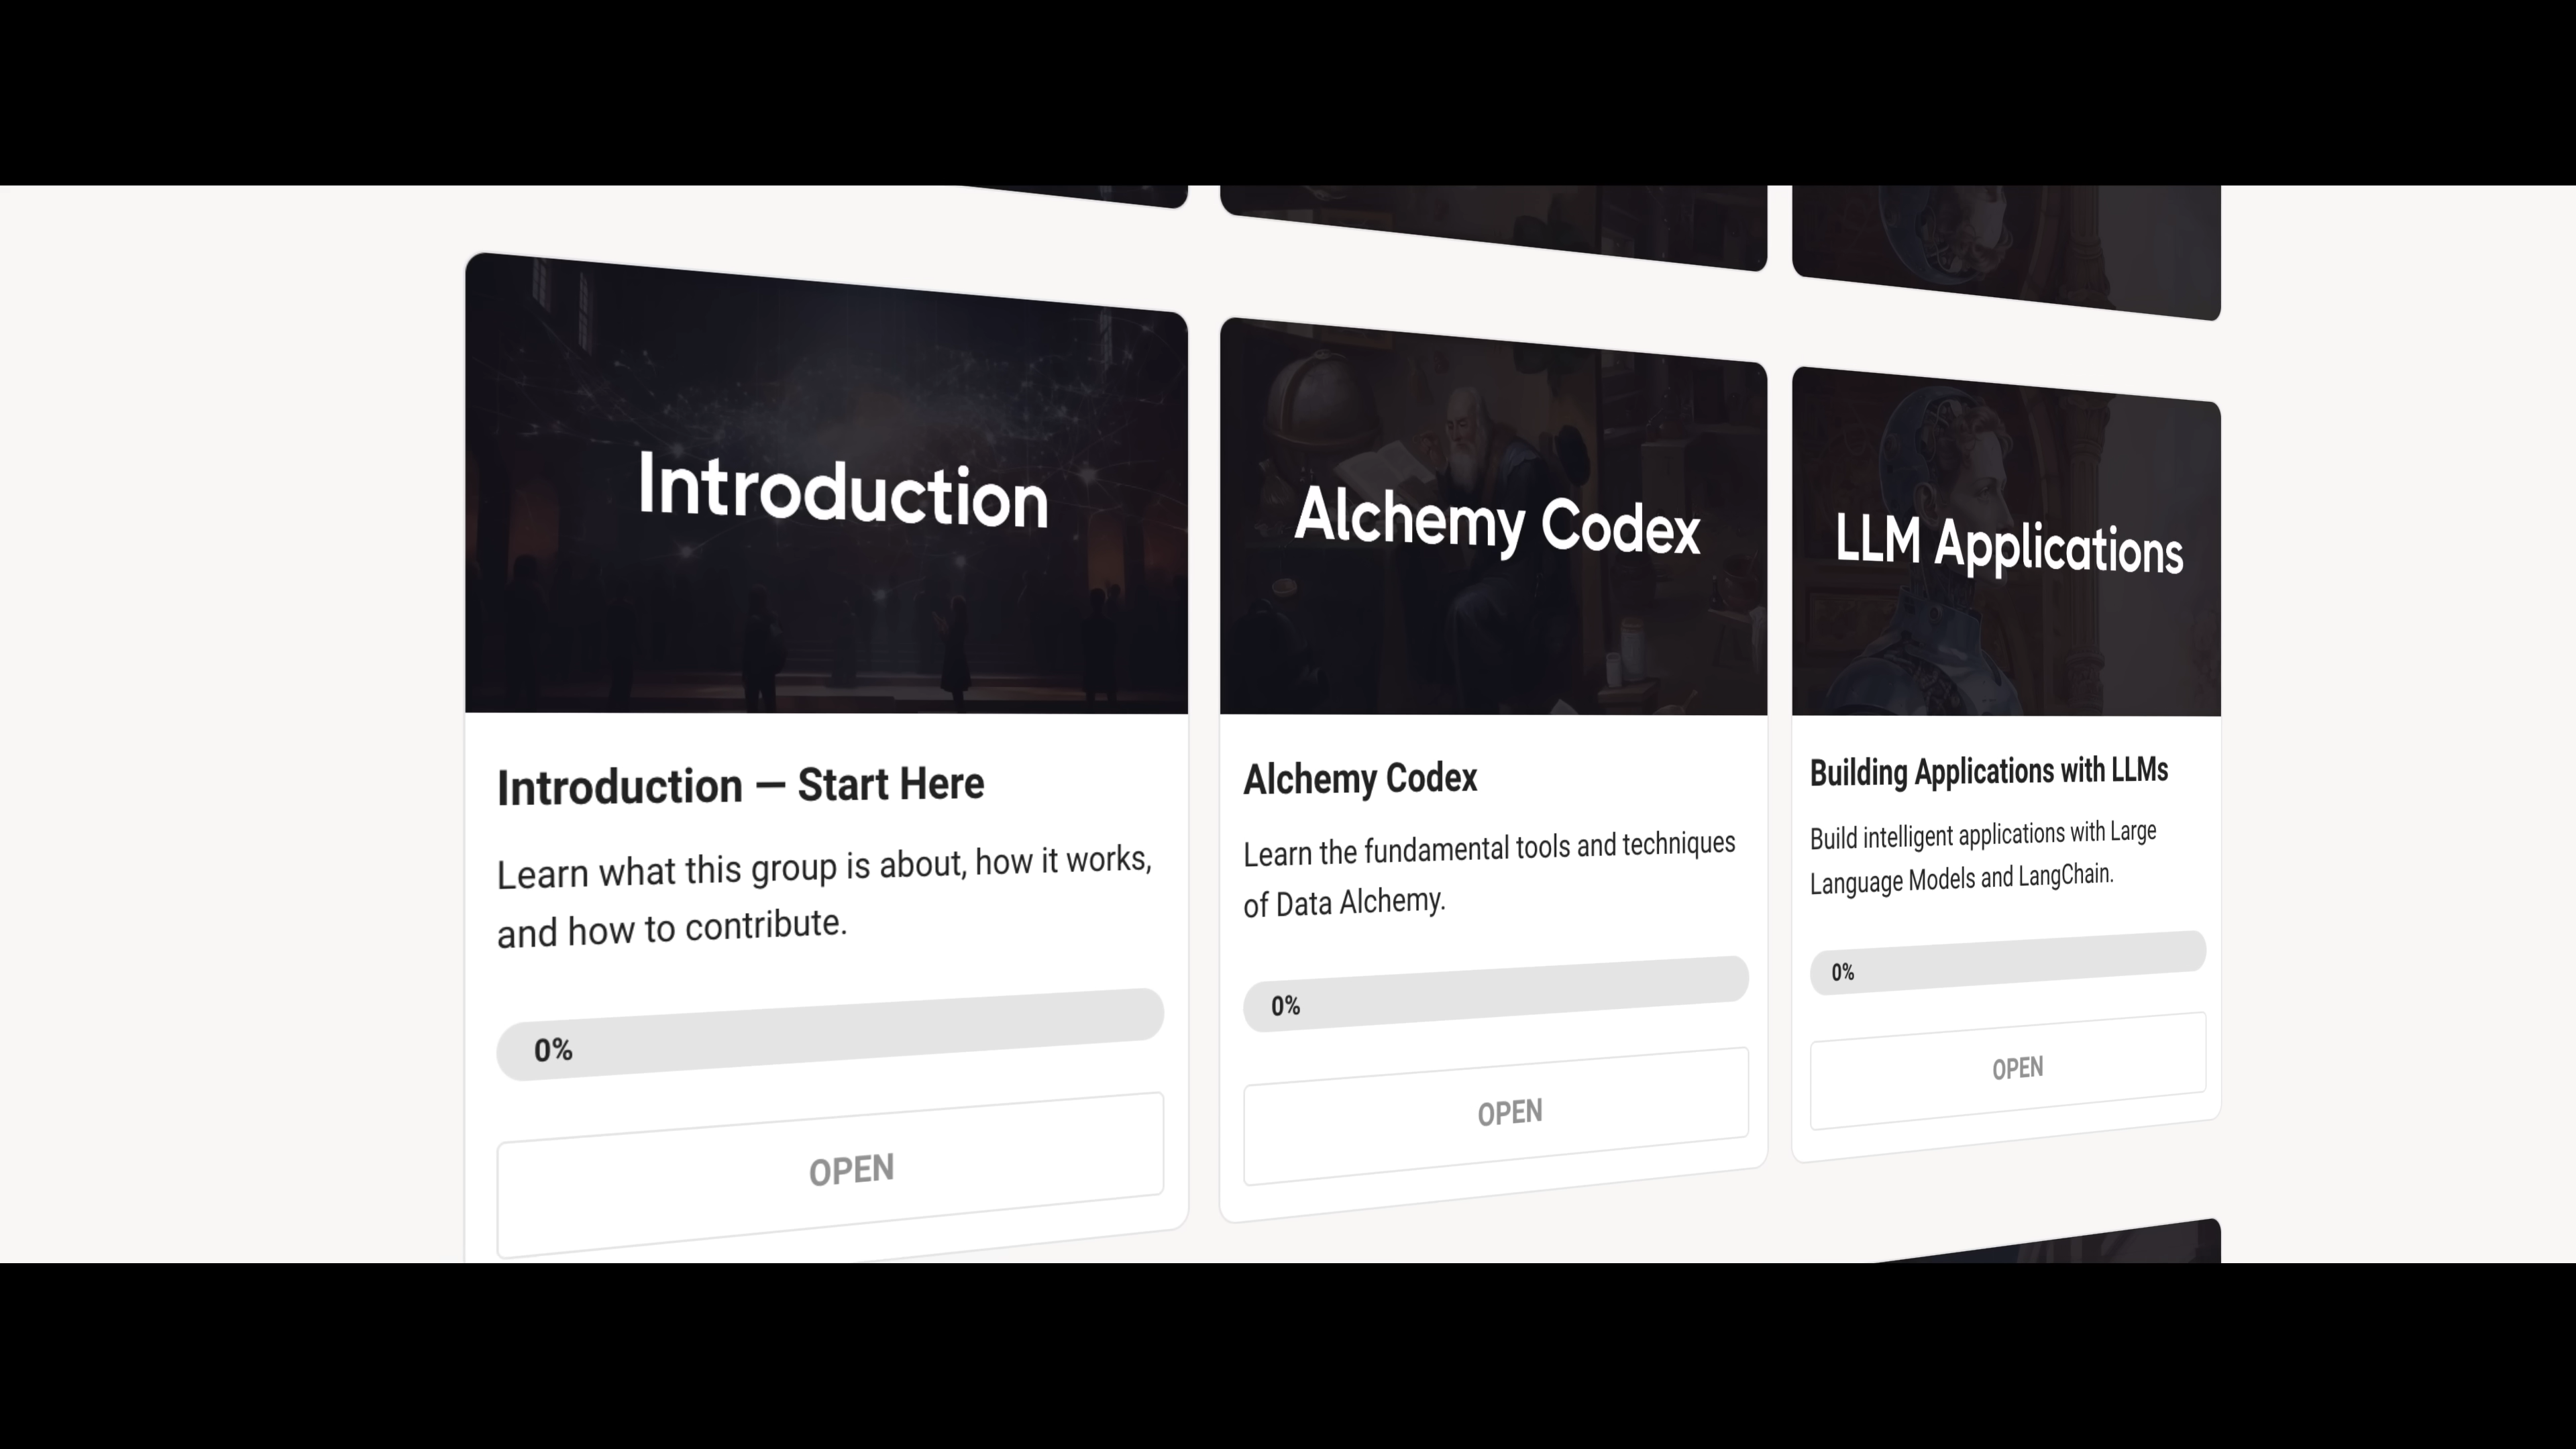 Introduction
Introduction — Start Here
Learn what this group is about, how it works,
and how to contribute.
0%
OPEN
Alchemy Codex
Alchemy Codex
Learn the fundamental tools and techniques
of Data Alchemy.
0%
OPEN
LLM Applications
Building Applications with LLMs
Build intelligent applications with Large
Language Models and LangChain.
0%
OPEN